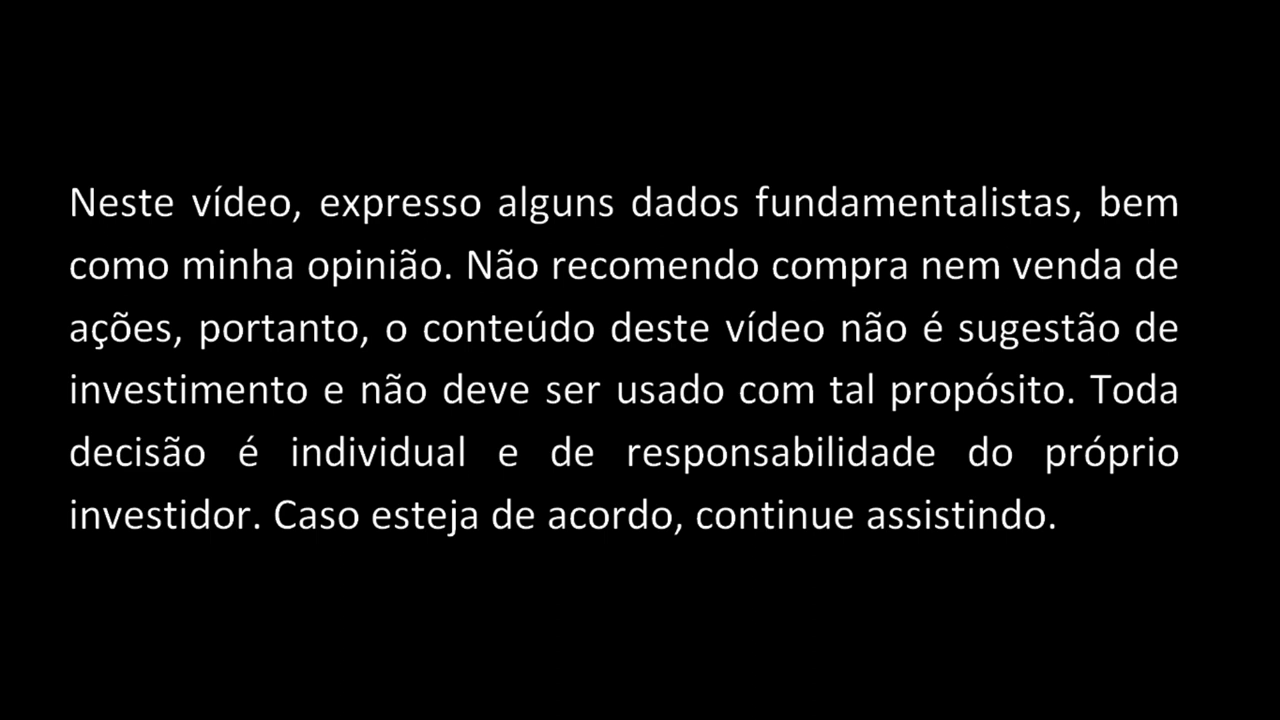 Neste vídeo, expresso alguns dados fundamentalistas, bem
como minha opinião. Não recomendo compra nem venda de
ações, portanto, o conteúdo deste vídeo não é sugestão de
investimento e não deve ser usado com tal propósito. Toda
decisão é individual e de responsabilidade do próprio
investidor. Caso esteja de acordo, continue assistindo.